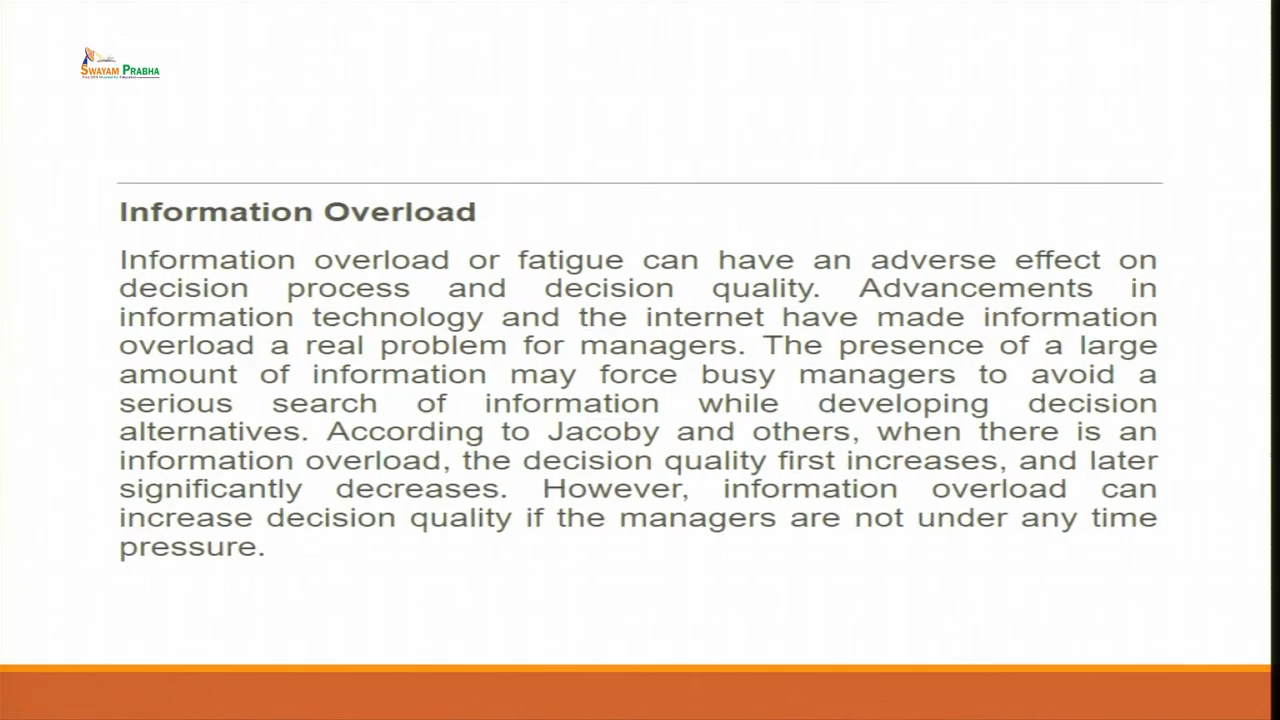 SWAYAM PRABHA
Information Overload
Information overload or fatigue can have an adverse effect on
decision process and decision quality. Advancements in
information technology and the internet have made information
overload a real problem for managers. The presence of a large
amount of information may force busy managers to avoid a
serious search of information while developing decision
alternatives. According to Jacoby and others, when there is an
information overload, the decision quality first increases, and later
significantly decreases. However, information overload can
increase decision quality if the managers are not under any time
pressure.